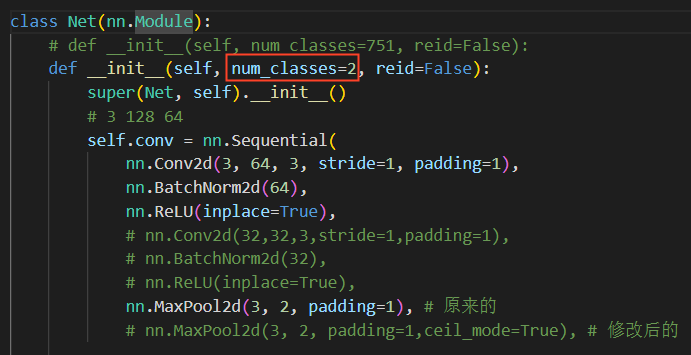 class Net(nn.Module):
    # def __init__(self, num_classes=751, reid=False):
    def __init__(self, num_classes=2, reid=False):
        super(Net, self).__init__()
        # 3 128 64
        self.conv = nn.Sequential(
            nn.Conv2d(3, 64, 3, stride=1, padding=1),
            nn.BatchNorm2d(64),
            nn.ReLU(inplace=True),
            # nn.Conv2d(32,32,3,stride=1,padding=1),
            # nn.BatchNorm2d(32),
            # nn.ReLU(inplace=True),
            nn.MaxPool2d(3, 2, padding=1), # 原来的
            # nn.MaxPool2d(3, 2, padding=1,ceil_mode=True), # 修改后的